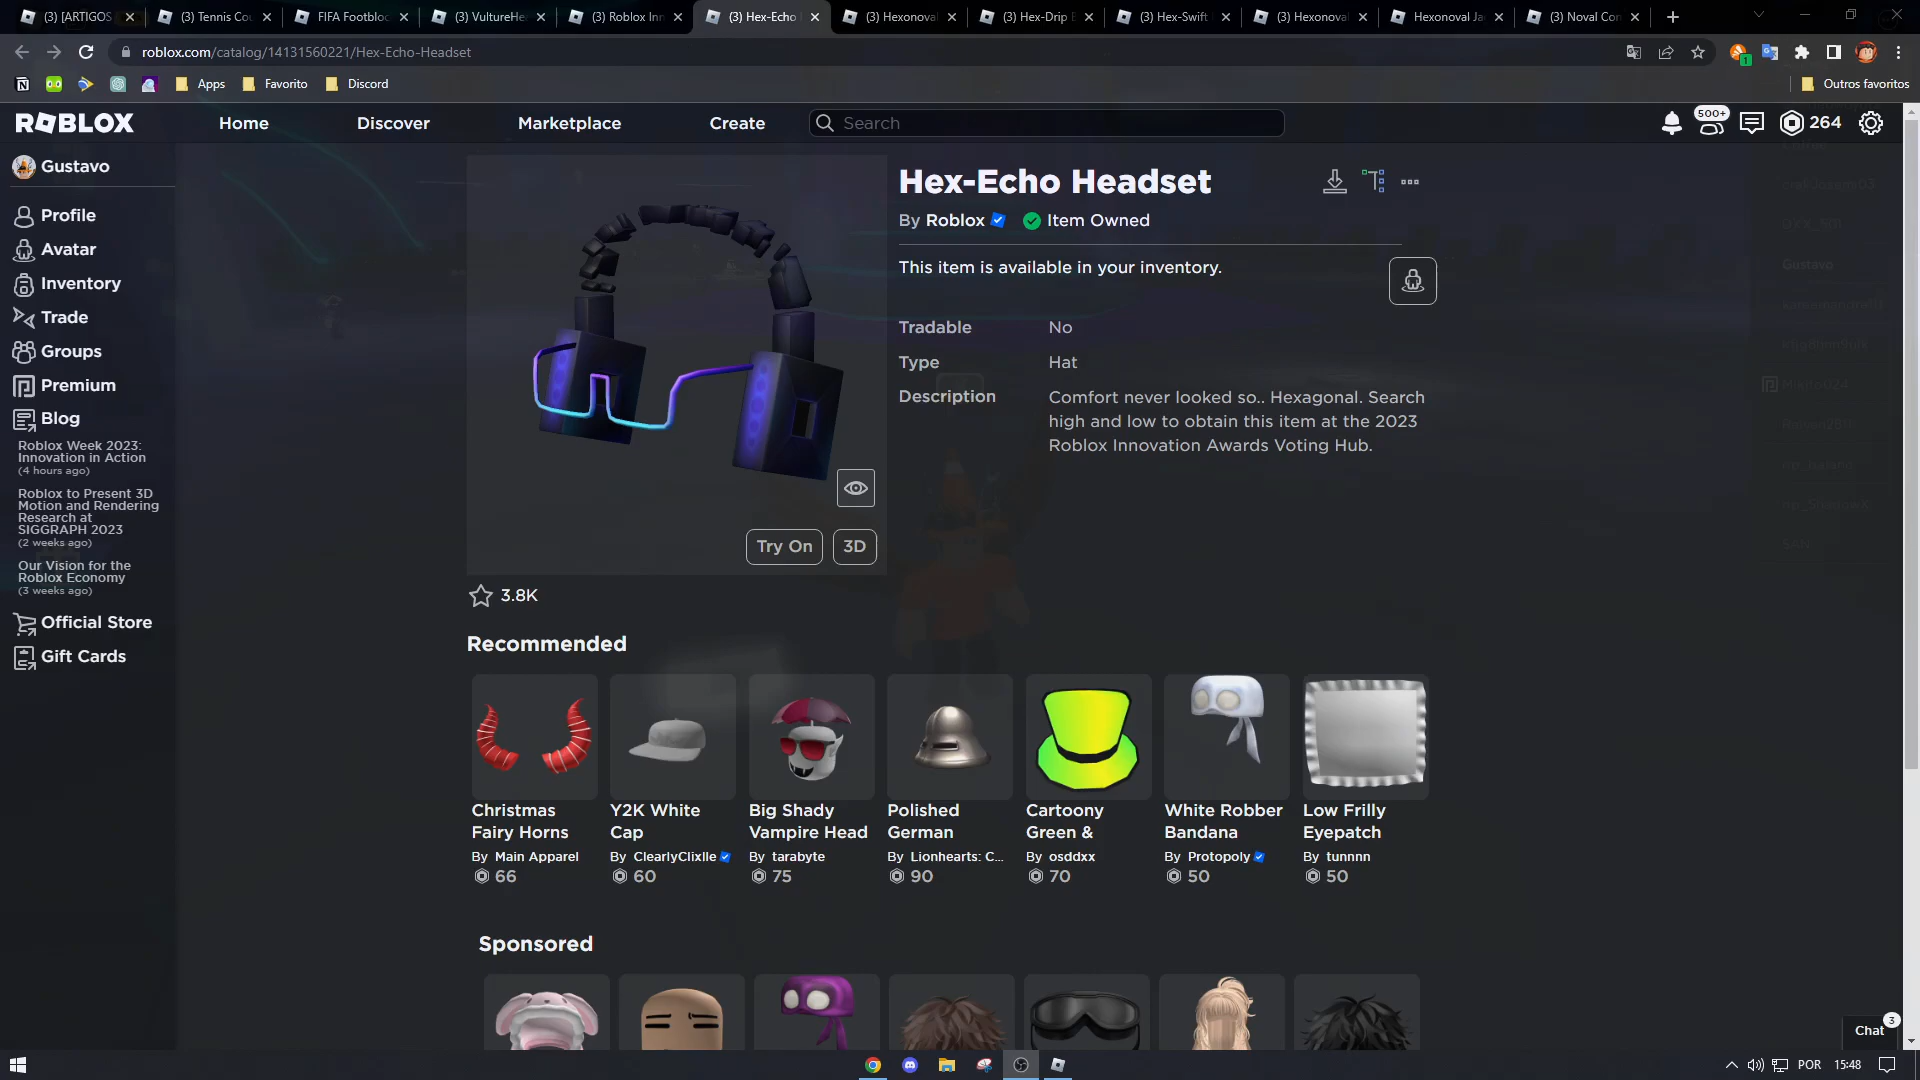 (3) [ARTIGOS
(3) Tennis Cou
FIFA Footbloc
(3) VultureHe
(3) Roblox Inn
(3) Hex-Echo
(3) Hexonoval
(3) Hex-Drip
(3) Hex-Swift
(3) Hexonoval
Hexonoval Ja
(3) Noval Con
roblox.com/catalog/14131560221/Hex-Echo-Headset
1
Apps
Favorito
Discord
Outros favoritos
ROBLOX
Home
Discover
Marketplace
Create
Search
500+
264
Gustavo
Profile
Avatar
Inventory
Trade
Groups
Premium
Blog
Roblox Week 2023:
Innovation in Action
(4 hours ago)
Roblox to Present 3D
Motion and Rendering
Research at
SIGGRAPH 2023
(2 weeks ago)
Our Vision for the
Roblox Economy
(3 weeks ago)
Official Store
Gift Cards
Hex-Echo Headset
By Roblox
Item Owned
This item is available in your inventory.
Tradable
No
Type
Hat
Description
Comfort never looked so.. Hexagonal. Search
high and low to obtain this item at the 2023
Roblox Innovation Awards Voting Hub.
Try On
3D
3.8K
Recommended
Christmas
Fairy Horns
By Main Apparel
66
Y2K White
Cap
By ClearlyClixlle
60
Big Shady
Vampire Head
By tarabyte
75
Polished
German
By Lionhearts: C...
90
Cartoony
Green &
By osddxx
70
White Robber
Bandana
By Protopoly
50
Low Frilly
Eyepatch
By tunnnn
50
Sponsored
Gustavo
Chat
3
POR
15:48